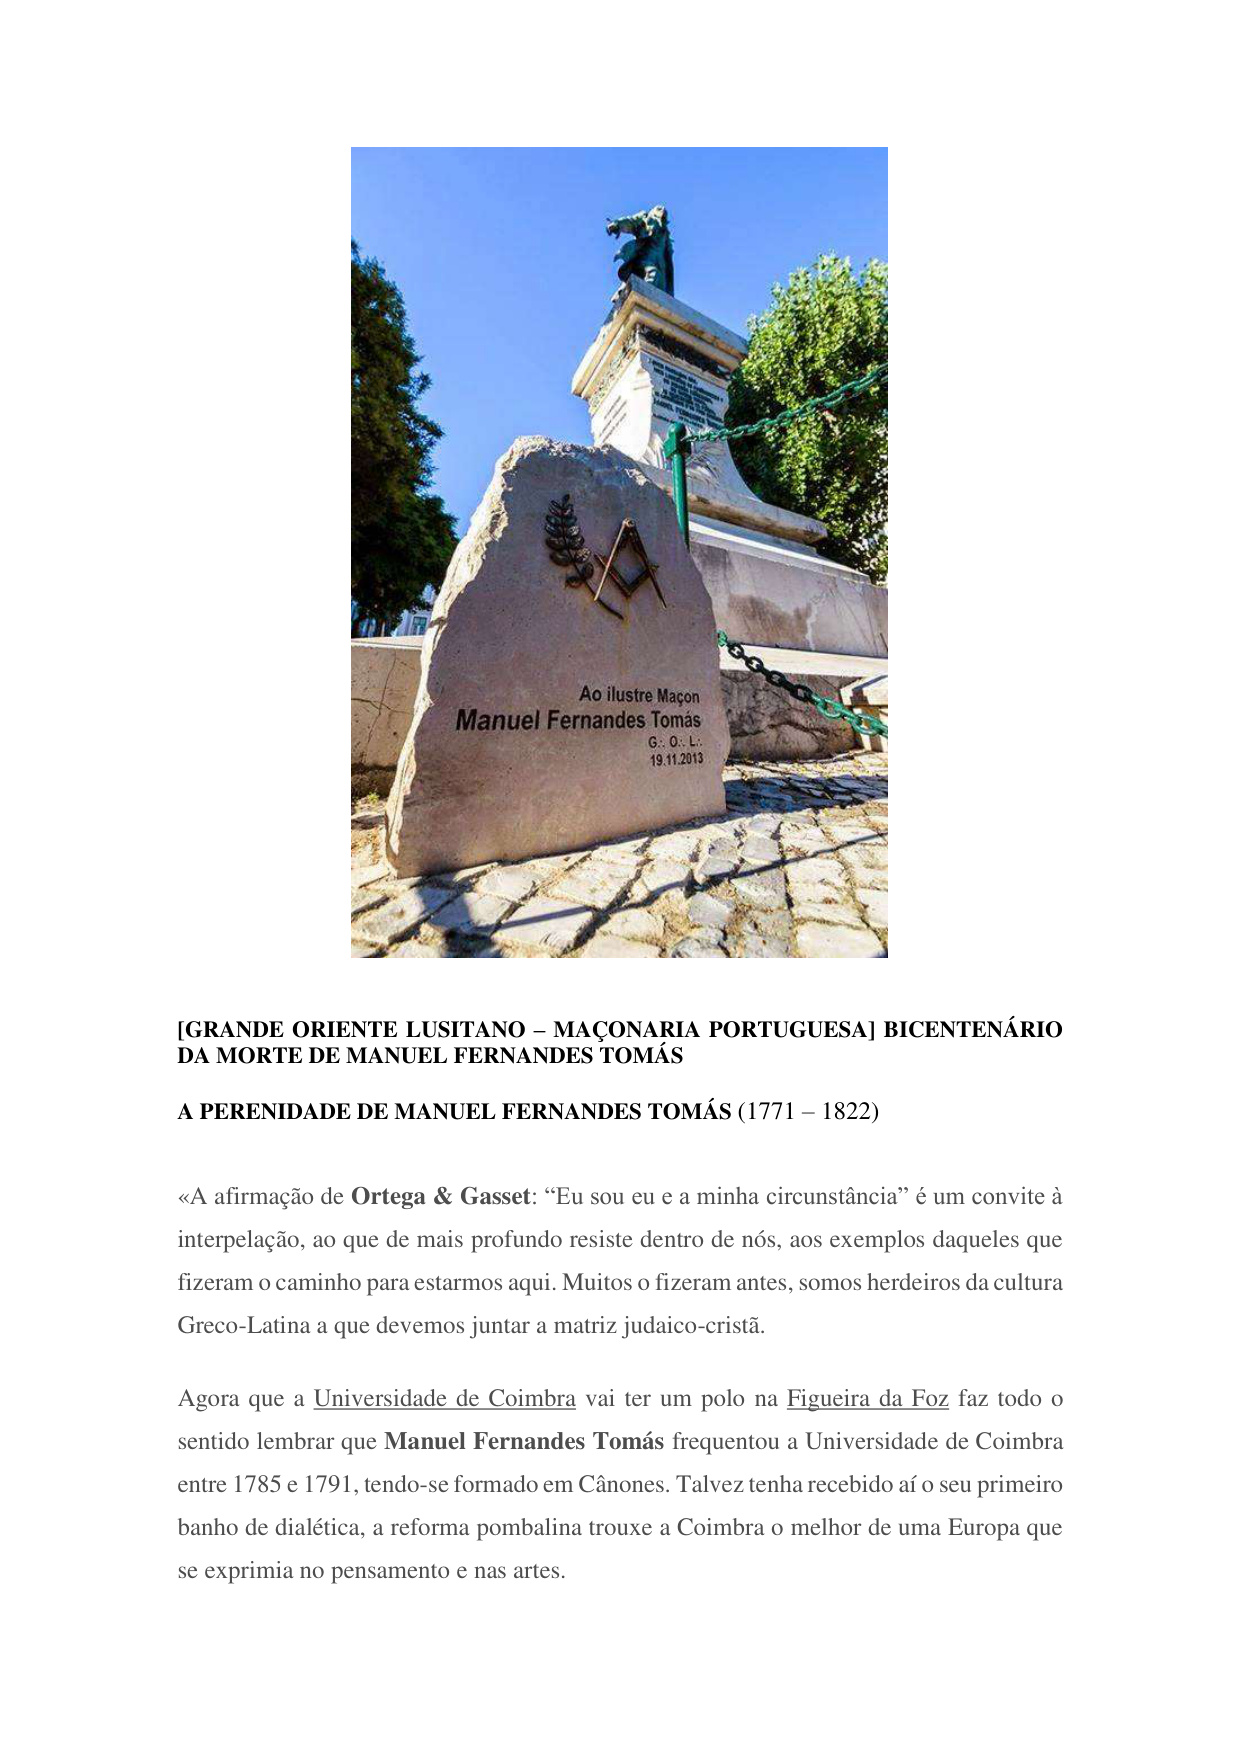 Ao ilustre Maçon
Manuel Fernandes Tomás
G∴ O∴ L∴
19.11.2013
[GRANDE ORIENTE LUSITANO – MAÇONARIA PORTUGUESA] BICENTENÁRIO
DA MORTE DE MANUEL FERNANDES TOMÁS
A PERENIDADE DE MANUEL FERNANDES TOMÁS (1771 – 1822)
«A afirmação de Ortega & Gasset: “Eu sou eu e a minha circunstância” é um convite à
interpelação, ao que de mais profundo resiste dentro de nós, aos exemplos daqueles que
fizeram o caminho para estarmos aqui. Muitos o fizeram antes, somos herdeiros da cultura
Greco-Latina a que devemos juntar a matriz judaico-cristã.
Agora que a Universidade de Coimbra vai ter um polo na Figueira da Foz faz todo o
sentido lembrar que Manuel Fernandes Tomás frequentou a Universidade de Coimbra
entre 1785 e 1791, tendo-se formado em Cânones. Talvez tenha recebido aí o seu primeiro
banho de dialética, a reforma pombalina trouxe a Coimbra o melhor de uma Europa que
se exprimia no pensamento e nas artes.